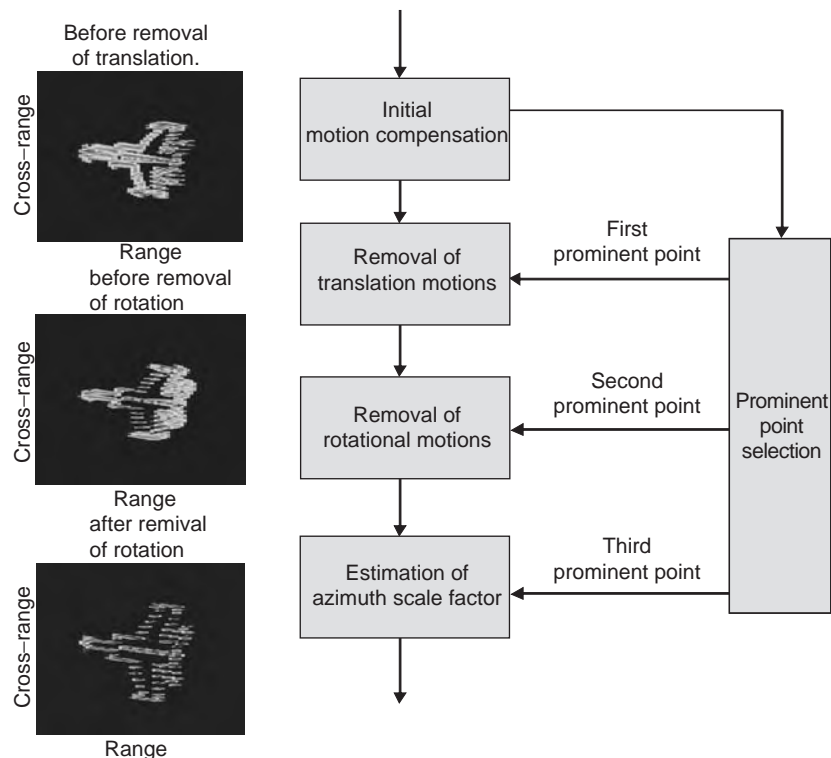 Before removal
of translation.
Cross–range
Range
before removal
of rotation
Cross–range
Range
after remival
of rotation
Cross–range
Range
Initial
motion compensation
Removal of
translation motions
First
prominent point
Removal of
rotational motions
Second
prominent point
Estimation of
azimuth scale factor
Third
prominent point
Prominent
point
selection